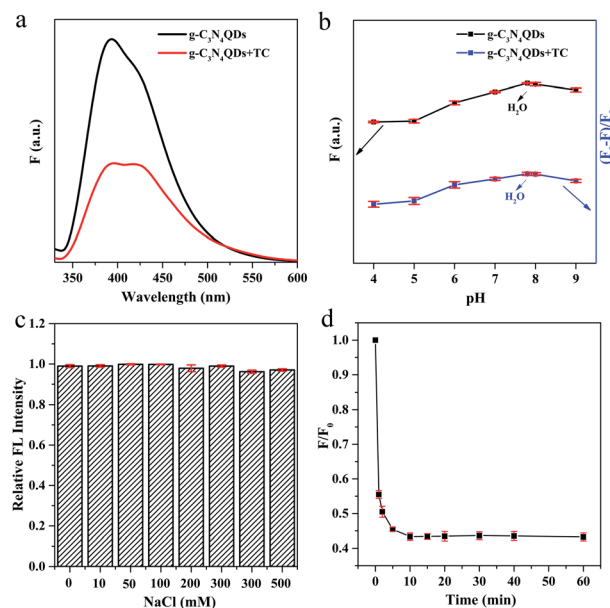 a
g-C₃N₄QDs
g-C₃N₄QDs+TC
F (a.u.)
350 400 450 500 550 600
Wavelength (nm)
b
g-C₃N₄QDs
g-C₃N₄QDs+TC
H₂O
H₂O
F (a.u.)
4 5 6 7 8 9
pH
c
1.2
1.0
0.8
0.6
0.4
0.2
0.0
Relative FL Intensity
0 10 50 100 200 300 300 500
NaCl (mM)
d
1.0
0.9
0.8
0.7
0.6
0.5
0.4
F/F₀
0 10 20 30 40 50 60
Time (min)